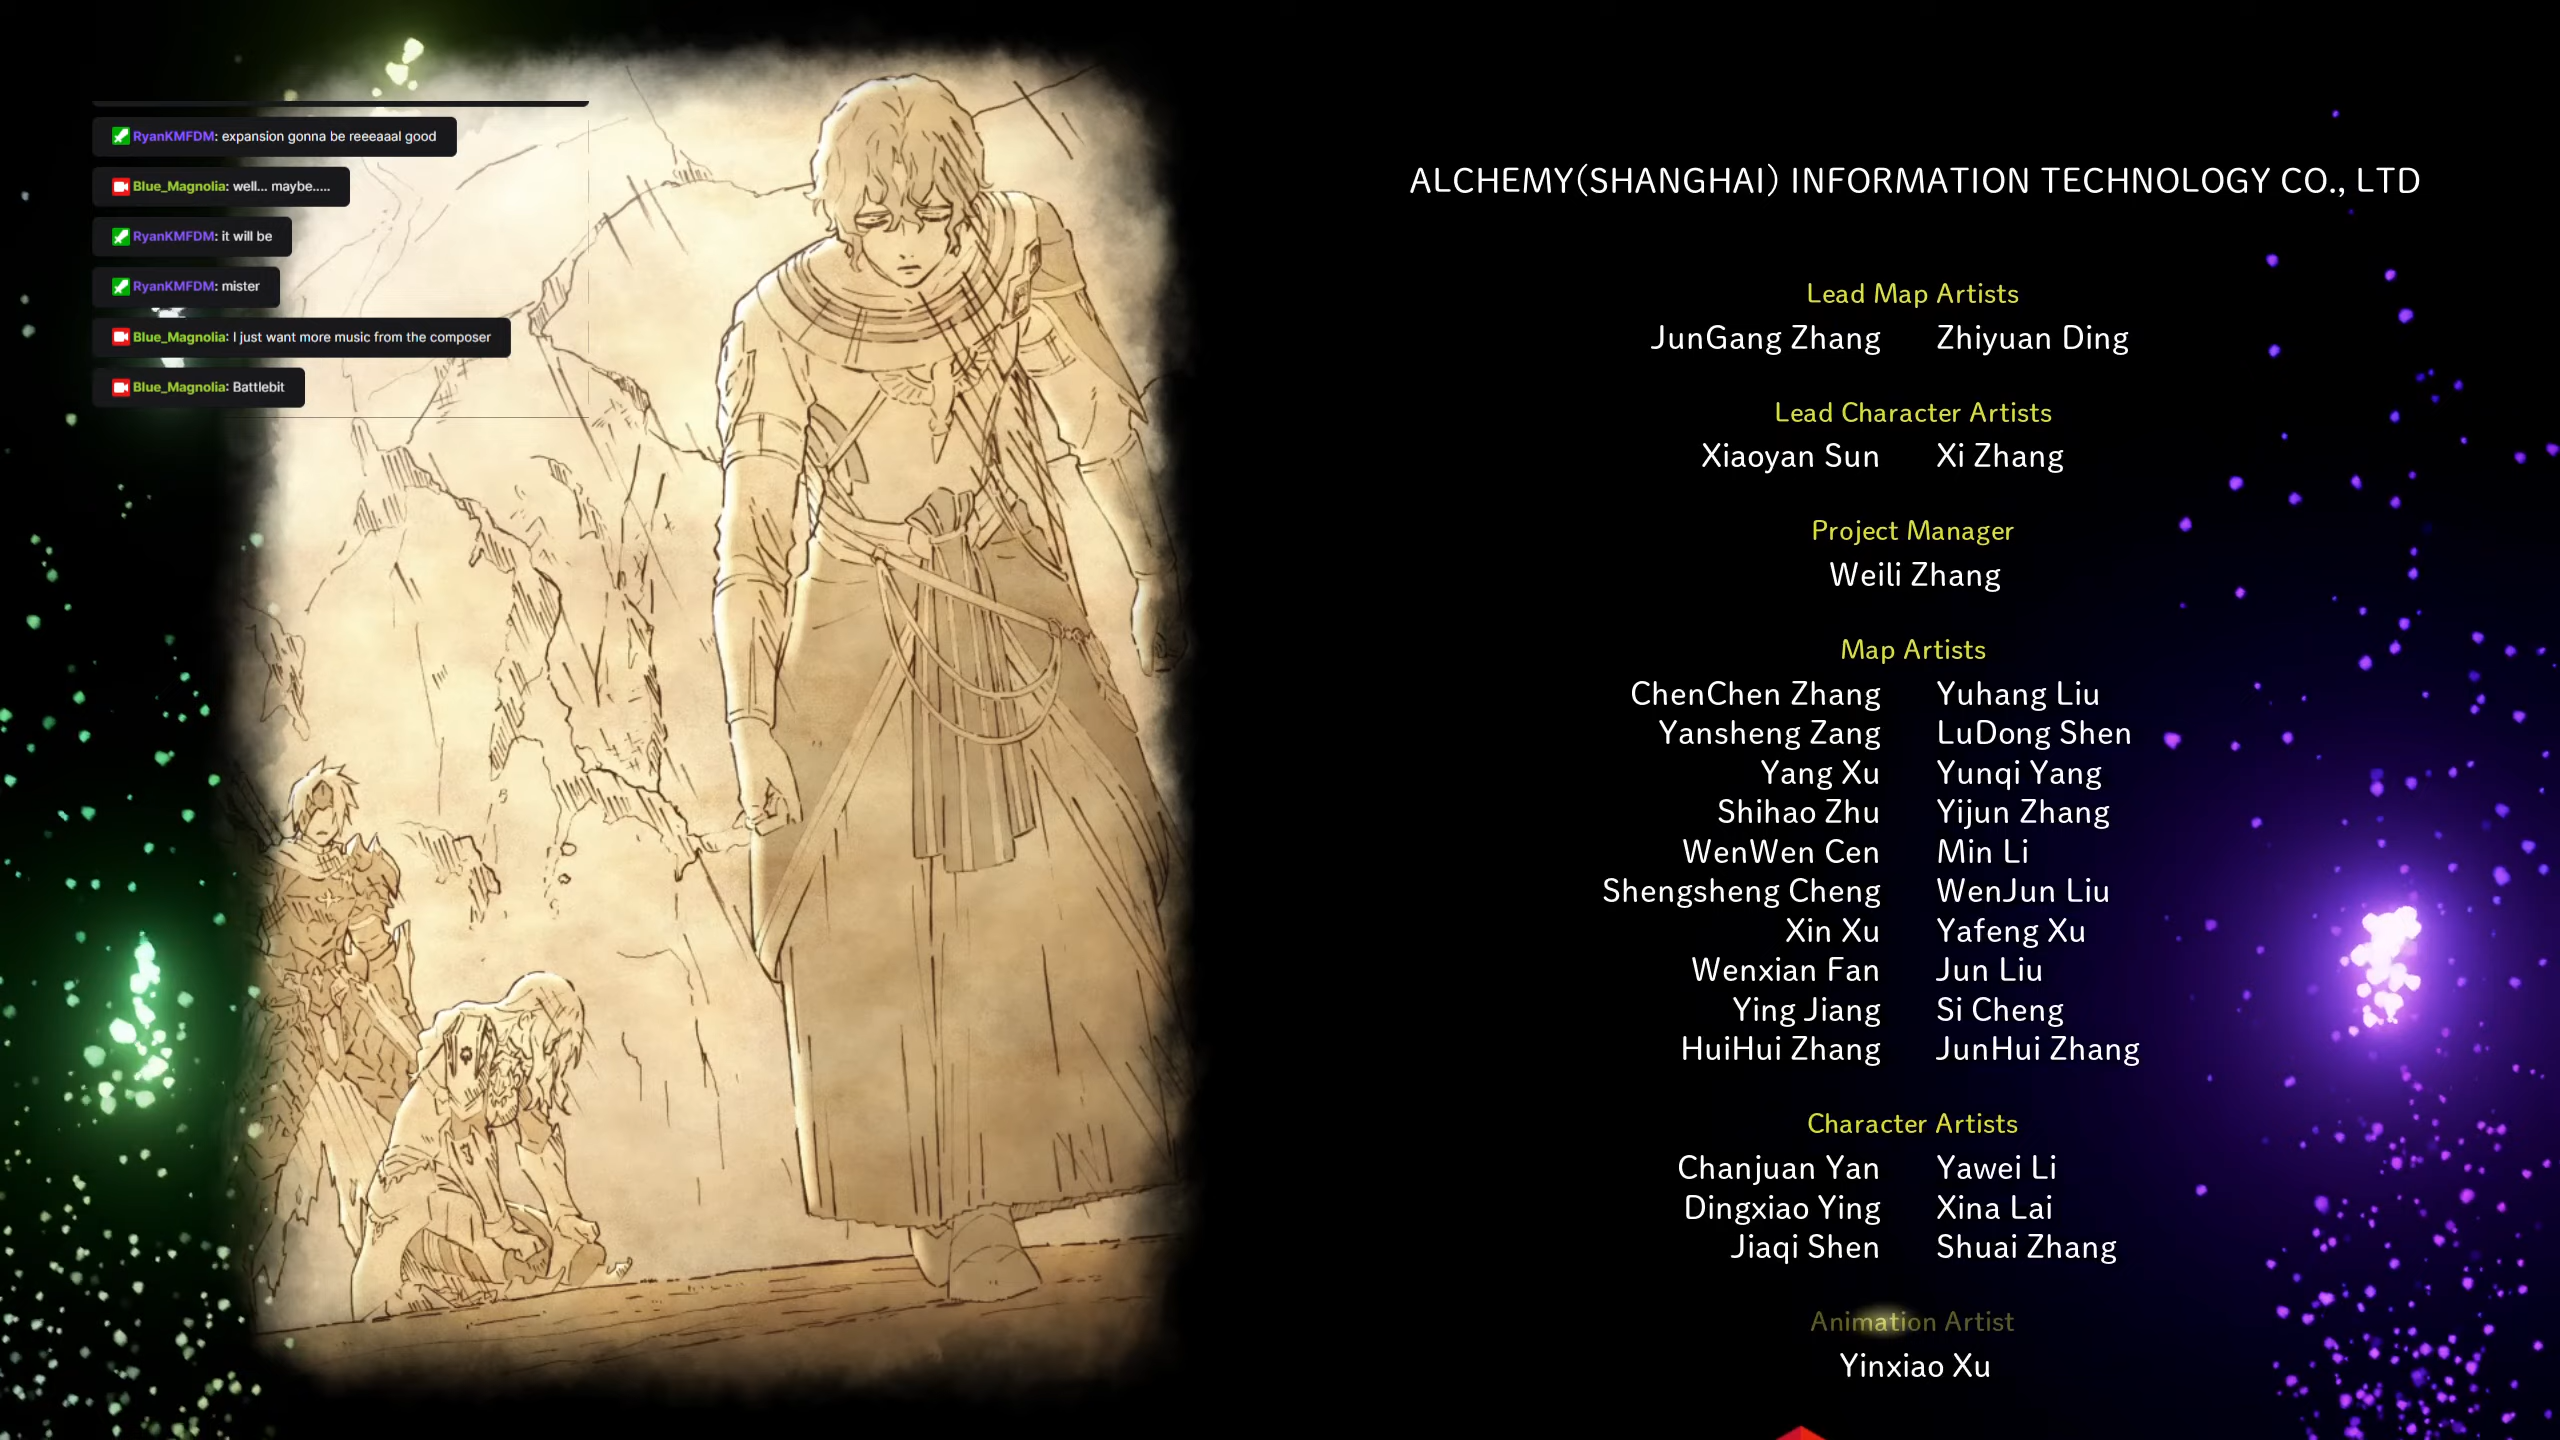 RyanKMFDM: expansion gonna be reeeaaal good
Blue_Magnolia: well... maybe.....
RyanKMFDM: it will be
RyanKMFDM: mister
Blue_Magnolia: I just want more music from the composer
Blue_Magnolia: Battlebit
ALCHEMY(SHANGHAI) INFORMATION TECHNOLOGY CO., LTD
Lead Map Artists
JunGang Zhang Zhiyuan Ding
Lead Character Artists
Xiaoyan Sun Xi Zhang
Project Manager
Weili Zhang
Map Artists
ChenChen Zhang Yuhang Liu
Yansheng Zang LuDong Shen
Yang Xu Yunqi Yang
Shihao Zhu Yijun Zhang
WenWen Cen Min Li
Shengsheng Cheng WenJun Liu
Xin Xu Yafeng Xu
Wenxian Fan Jun Liu
Ying Jiang Si Cheng
HuiHui Zhang JunHui Zhang
Character Artists
Chanjuan Yan Yawei Li
Dingxiao Ying Xina Lai
Jiaqi Shen Shuai Zhang
Animation Artist
Yinxiao Xu